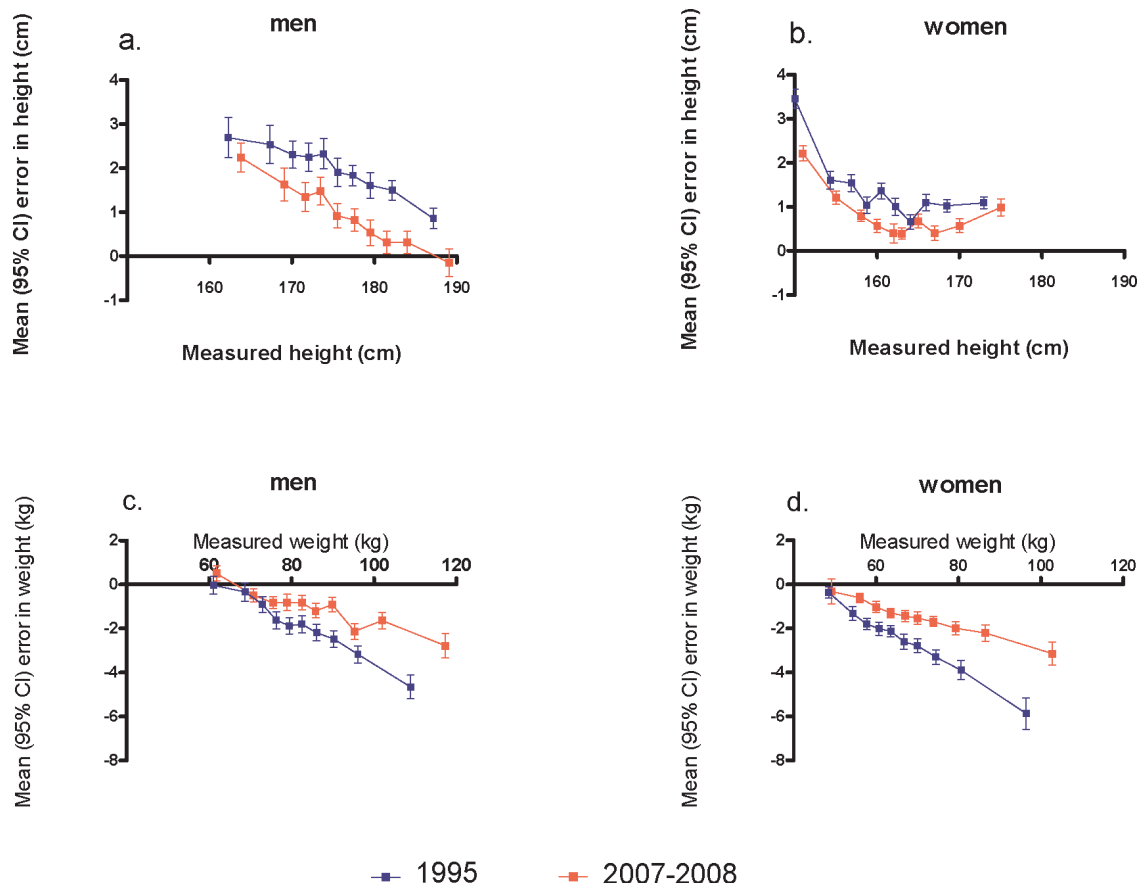 men
a.
Mean (95% CI) error in height (cm)
4
3
2
1
0
-1
160 170 180 190
Measured height (cm)
women
b.
Mean (95% CI) error in height (cm)
4
3
2
1
0
-1
160 170 180 190
Measured height (cm)
men
c.
Mean (95% CI) error in weight (kg)
Measured weight (kg)
60 80 100 120
2
0
-2
-4
-6
-8
women
d.
Mean (95% CI) error in weight (kg)
Measured weight (kg)
60 80 100 120
2
0
-2
-4
-6
-8
1995 2007-2008